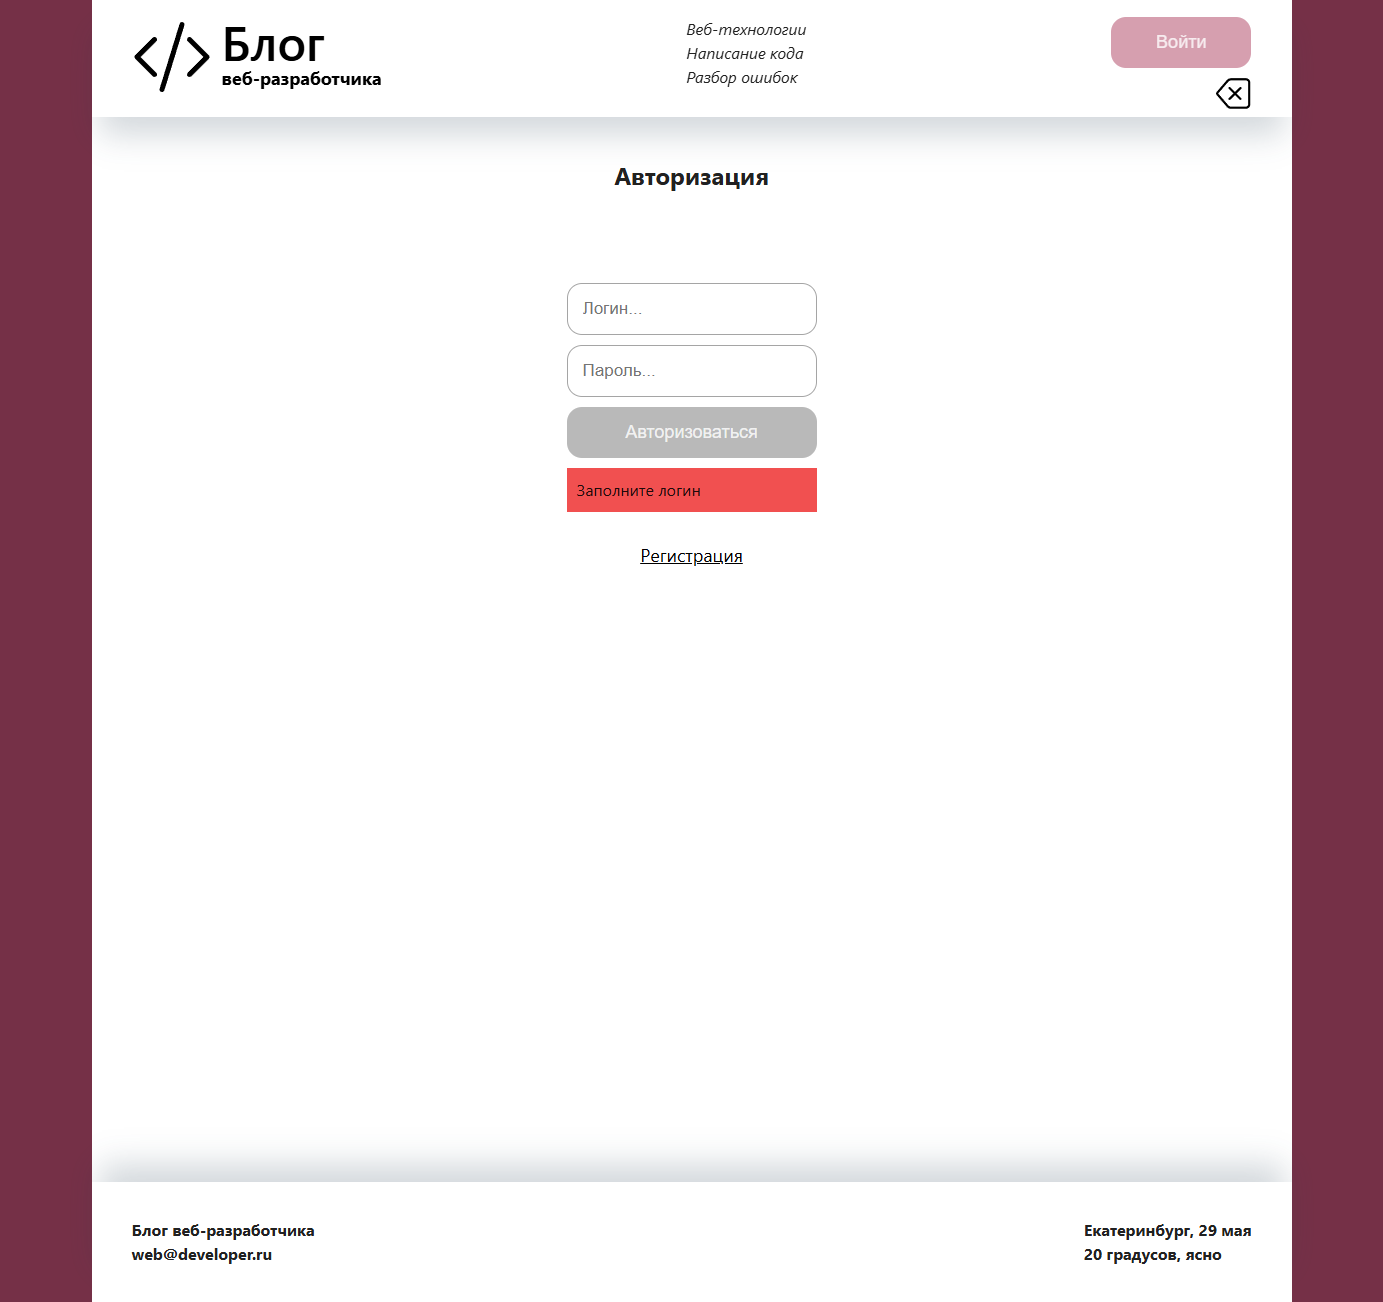 Блог
веб-разработчика
Веб-технологии
Написание кода
Разбор ошибок
Войти
Авторизация
Логин...
Пароль...
Авторизоваться
Заполните логин
Регистрация
Блог веб-разработчика
web@developer.ru
Екатеринбург, 29 мая
20 градусов, ясно